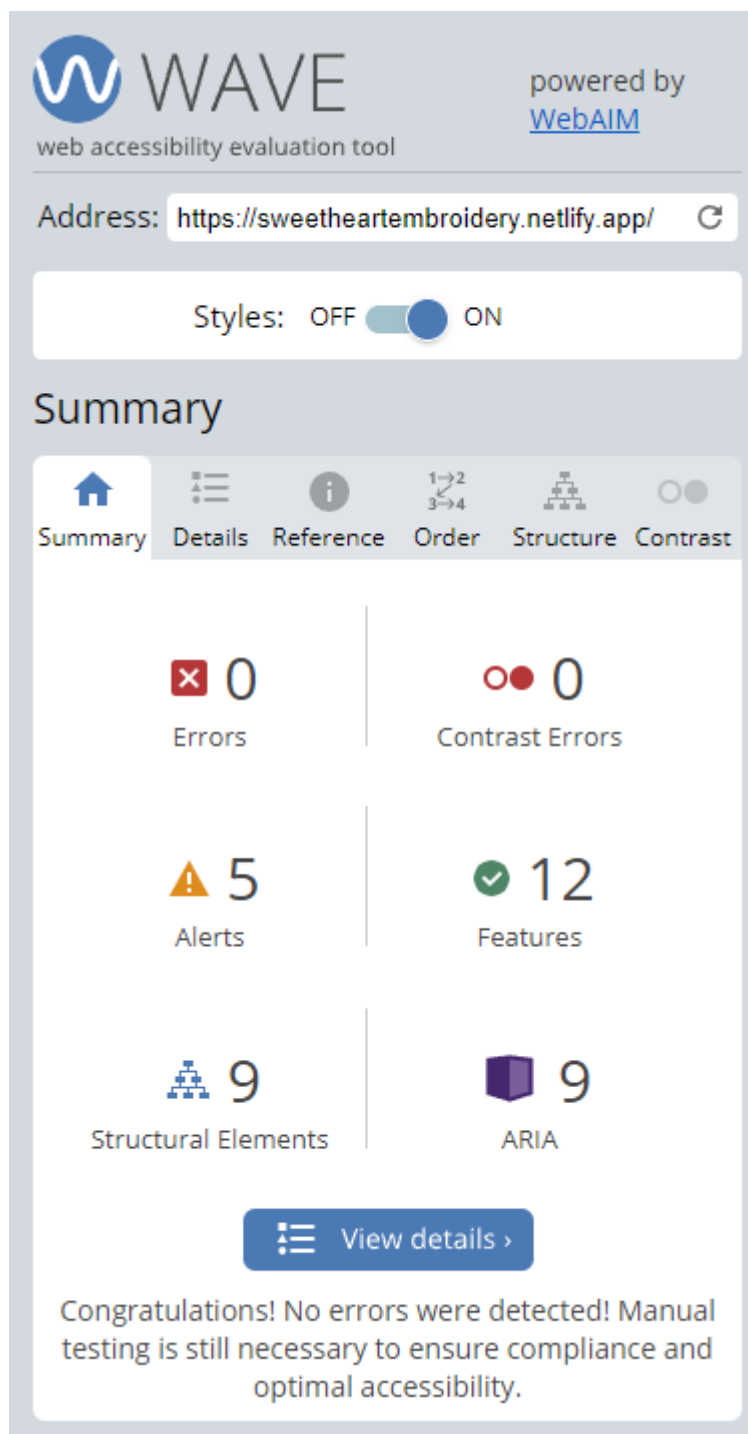 WAVE
powered by
WebAIM
web accessibility evaluation tool
Address: https://sweetheartembroidery.netlify.app/
Styles: OFF ON
Summary
1 2
3 4
Summary Details Reference Order Structure Contrast
0 0
Errors Contrast Errors
5 12
Alerts Features
9 9
Structural Elements ARIA
View details ›
Congratulations! No errors were detected! Manual
testing is still necessary to ensure compliance and
optimal accessibility.